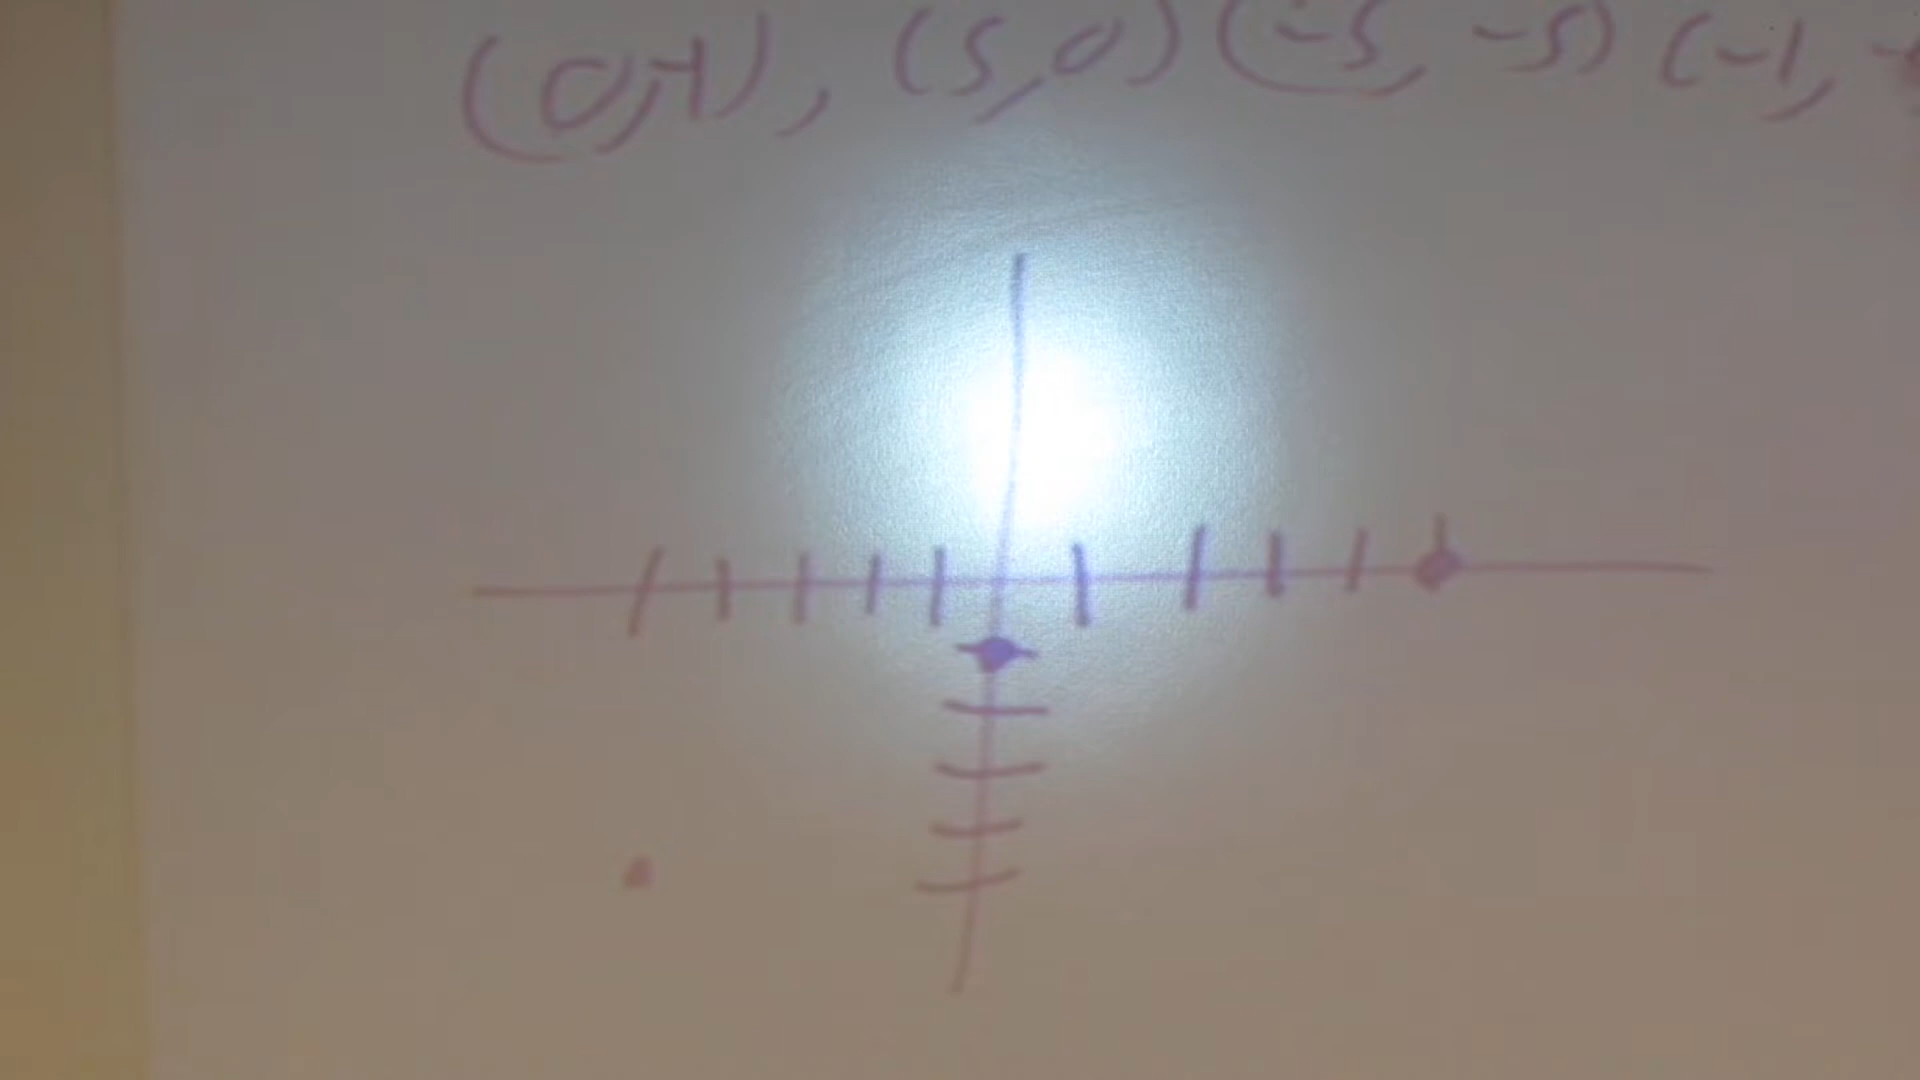 (0,-1), (5,0) (-5, -5) (-1, -